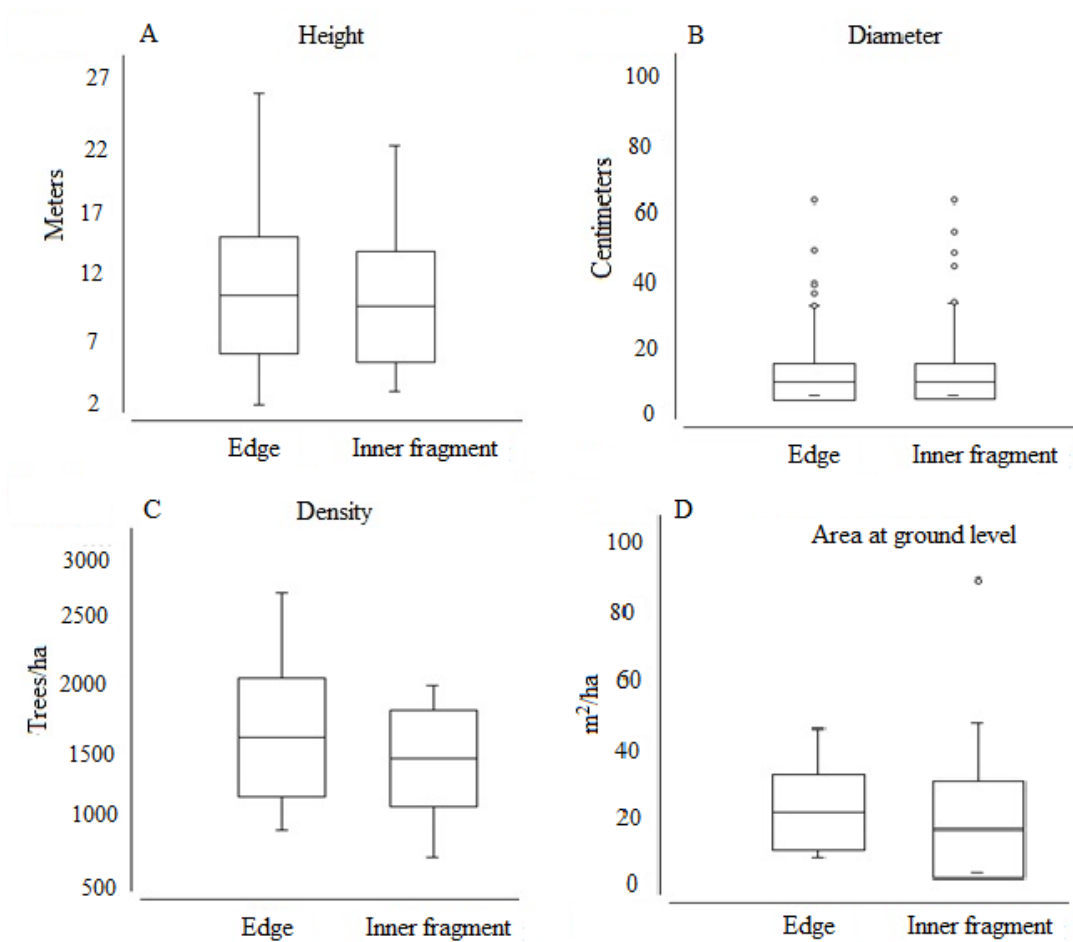 A
Height
27
22
17
12
7
2
Meters
Edge
Inner fragment
B
Diameter
100
80
60
40
20
0
Centimeters
Edge
Inner fragment
C
Density
3000
2500
2000
1500
1000
500
Trees/ha
Edge
Inner fragment
D
Area at ground level
100
80
60
40
20
0
m²/ha
Edge
Inner fragment